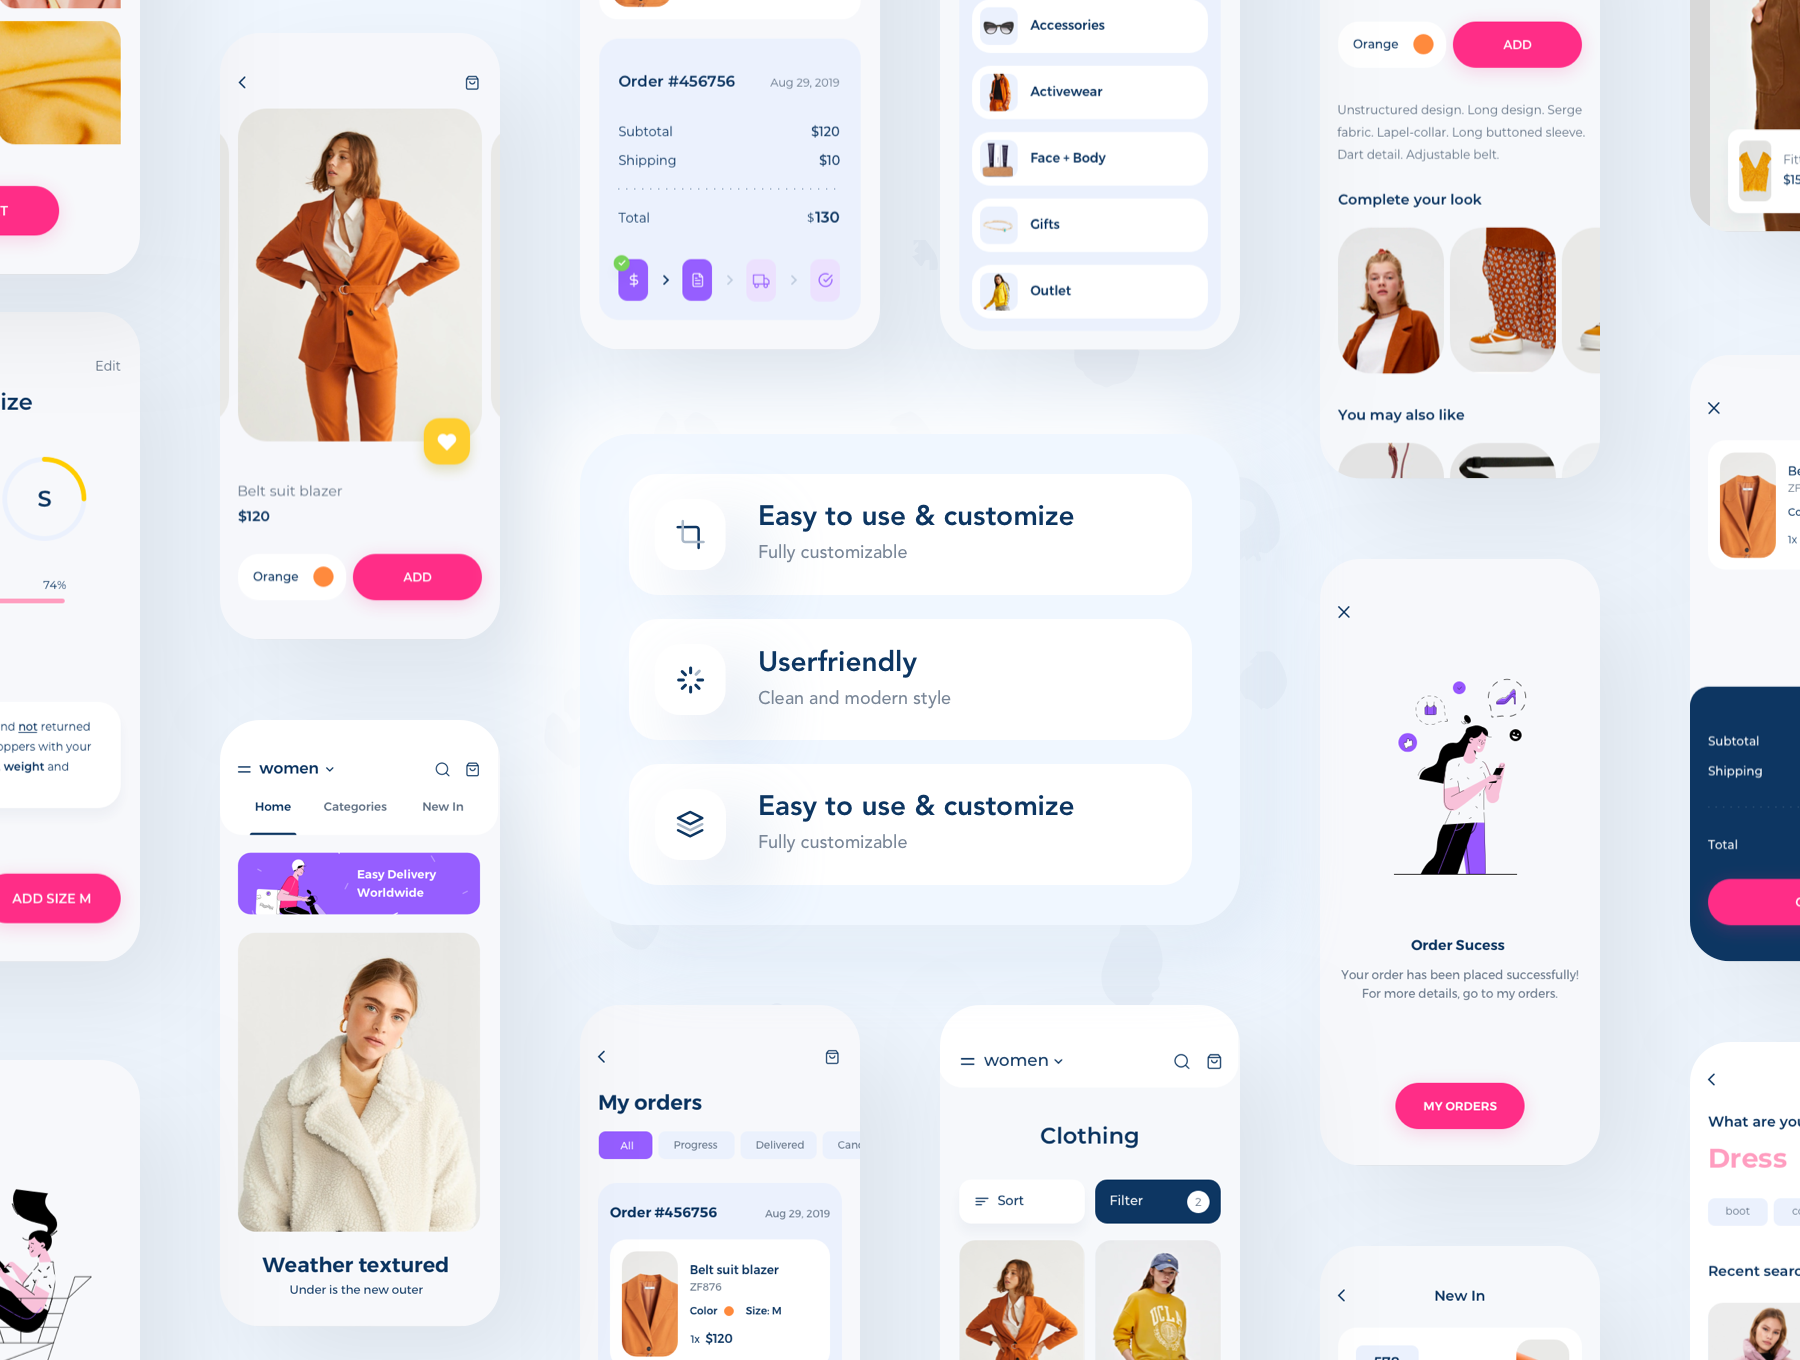 T
Edit
ize
S
74%
nd not returned
oppers with your
weight and
ADD SIZE M
Belt suit blazer
$120
Orange
ADD
women
Home Categories New In
Easy Delivery
Worldwide
Weather textured
Under is the new outer
Order #456756 Aug 29, 2019
Subtotal $120
Shipping $10
Total $130
Accessories
Activewear
Face + Body
Gifts
Outlet
Easy to use & customize
Fully customizable
Userfriendly
Clean and modern style
Easy to use & customize
Fully customizable
My orders
All Progress Delivered Canc
Order #456756 Aug 29, 2019
Belt suit blazer
ZF876
Color Size: M
1x $120
women
Clothing
Sort Filter 2
UCLA
Orange ADD
Unstructured design. Long design. Serge
fabric. Lapel-collar. Long buttoned sleeve.
Dart detail. Adjustable belt.
Complete your look
You may also like
Order Sucess
Your order has been placed successfully!
For more details, go to my orders.
MY ORDERS
New In
Fit
$15
Be
ZF
Co
1x
Subtotal
Shipping
Total
What are you
Dress
boot co
Recent searc